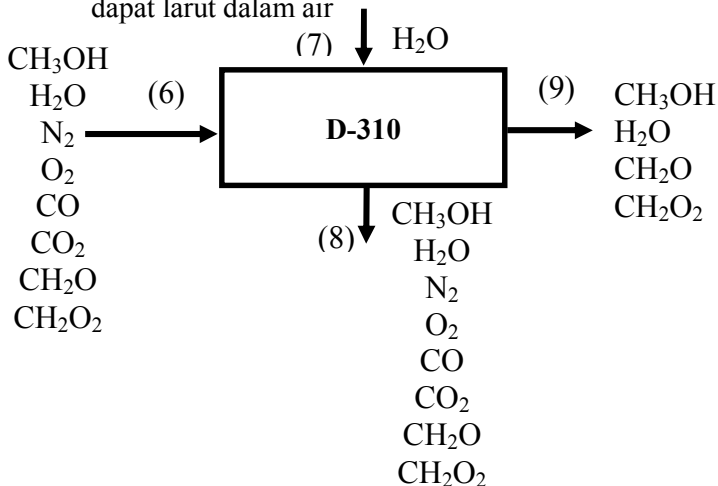 dapat larut dalam air
(7)
H₂O
CH₃OH
H₂O
N₂
O₂
CO
CO₂
CH₂O
CH₂O₂
(6)
D-310
(9)
CH₃OH
H₂O
CH₂O
CH₂O₂
(8)
CH₃OH
H₂O
N₂
O₂
CO
CO₂
CH₂O
CH₂O₂